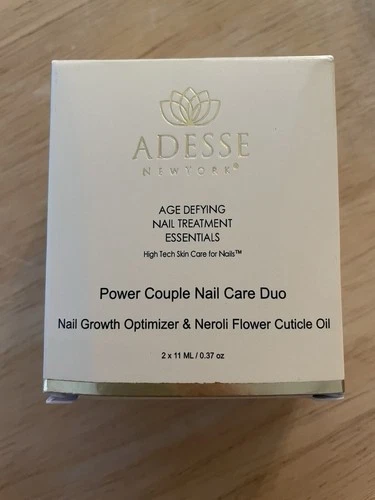 ADESSE
NEW YORK®
AGE DEFYING
NAIL TREATMENT
ESSENTIALS
High Tech Skin Care for Nails™
Power Couple Nail Care Duo
Nail Growth Optimizer & Neroli Flower Cuticle Oil
2 x 11 ML / 0.37 oz